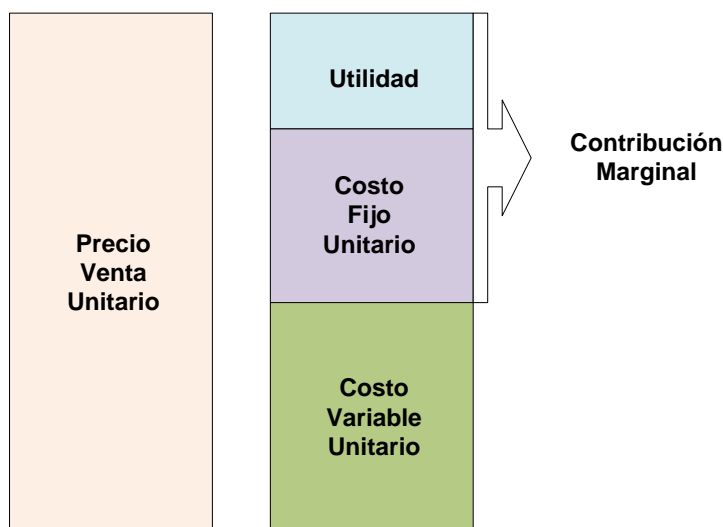 Precio
Venta
Unitario
Utilidad
Costo
Fijo
Unitario
Costo
Variable
Unitario
Contribución
Marginal